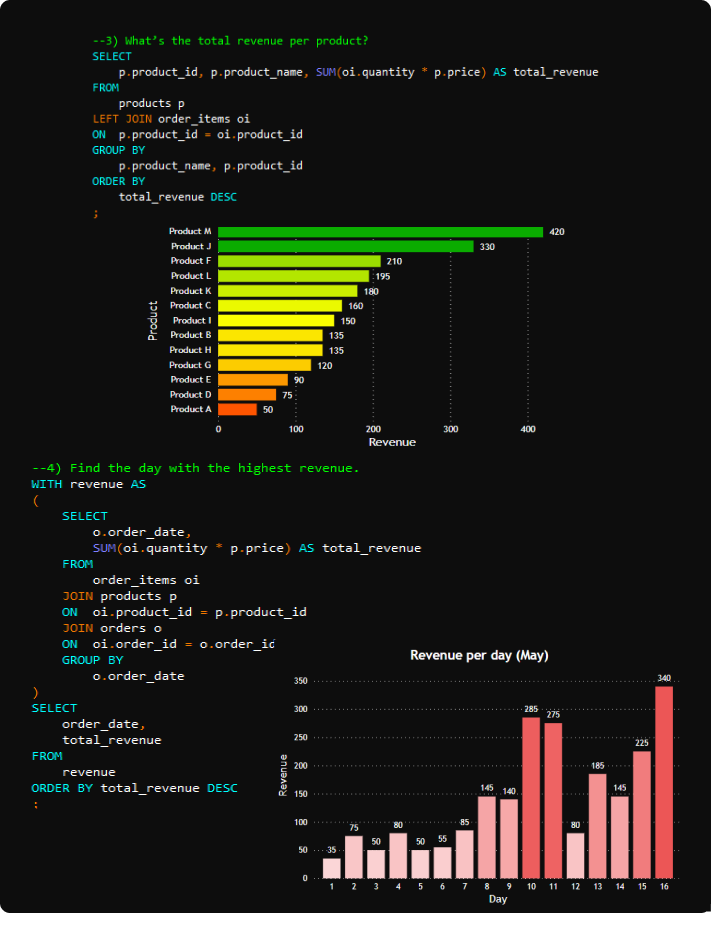 --3) What's the total revenue per product?
SELECT
p.product_id, p.product_name, SUM(oi.quantity * p.price) AS total_revenue
FROM
products p
LEFT JOIN order_items oi
ON p.product_id = oi.product_id
GROUP BY
p.product_name, p.product_id
ORDER BY
total_revenue DESC
;
Product
Product M 420
Product J 330
Product F 210
Product L 195
Product K 180
Product C 160
Product I 150
Product B 135
Product H 135
Product G 120
Product E 90
Product D 75
Product A 50
0 100 200 300 400
Revenue
--4) Find the day with the highest revenue.
WITH revenue AS
(
SELECT
o.order_date,
SUM(oi.quantity * p.price) AS total_revenue
FROM
order_items oi
JOIN products p
ON oi.product_id = p.product_id
JOIN orders o
ON oi.order_id = o.order_id
GROUP BY
o.order_date
)
SELECT
order_date,
total_revenue
FROM
revenue
ORDER BY total_revenue DESC
;
Revenue per day (May)
Revenue
350
300
250
200
150
100
50
0
35 75 50 80 50 55 85 145 140 285 275 80 185 145 225 340
1 2 3 4 5 6 7 8 9 10 11 12 13 14 15 16
Day